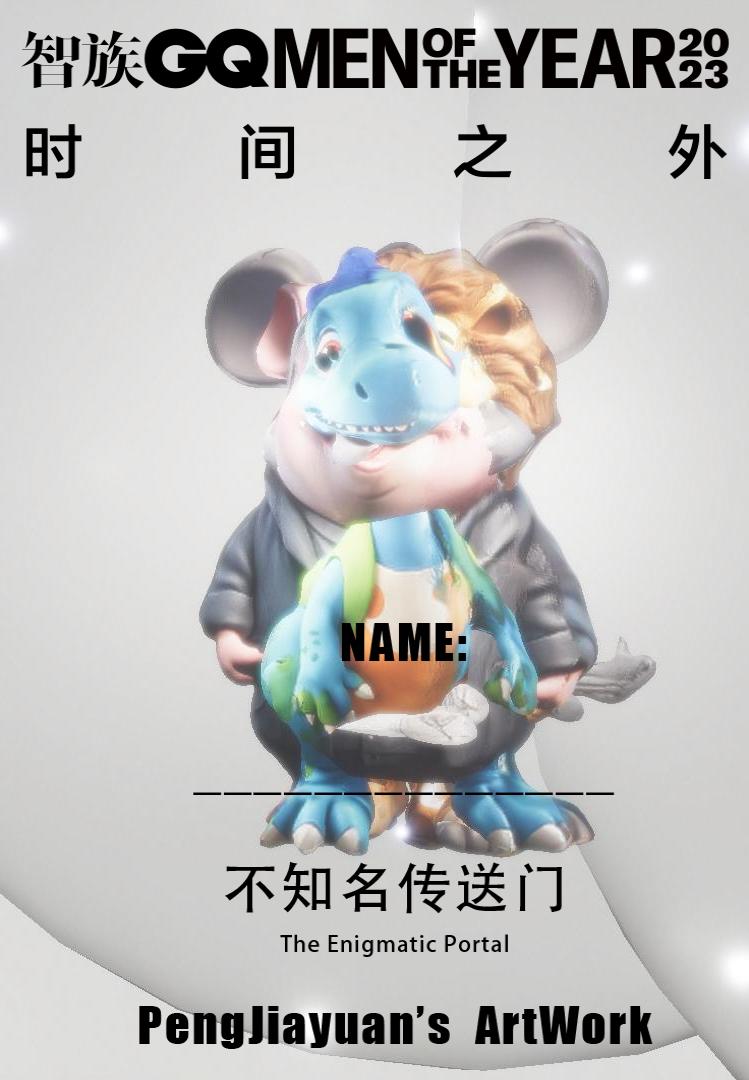 智族GQ MEN OF THE YEAR 2023
时间之外
NAME:
______________
不知名传送门
The Enigmatic Portal
PengJiayuan’s ArtWork